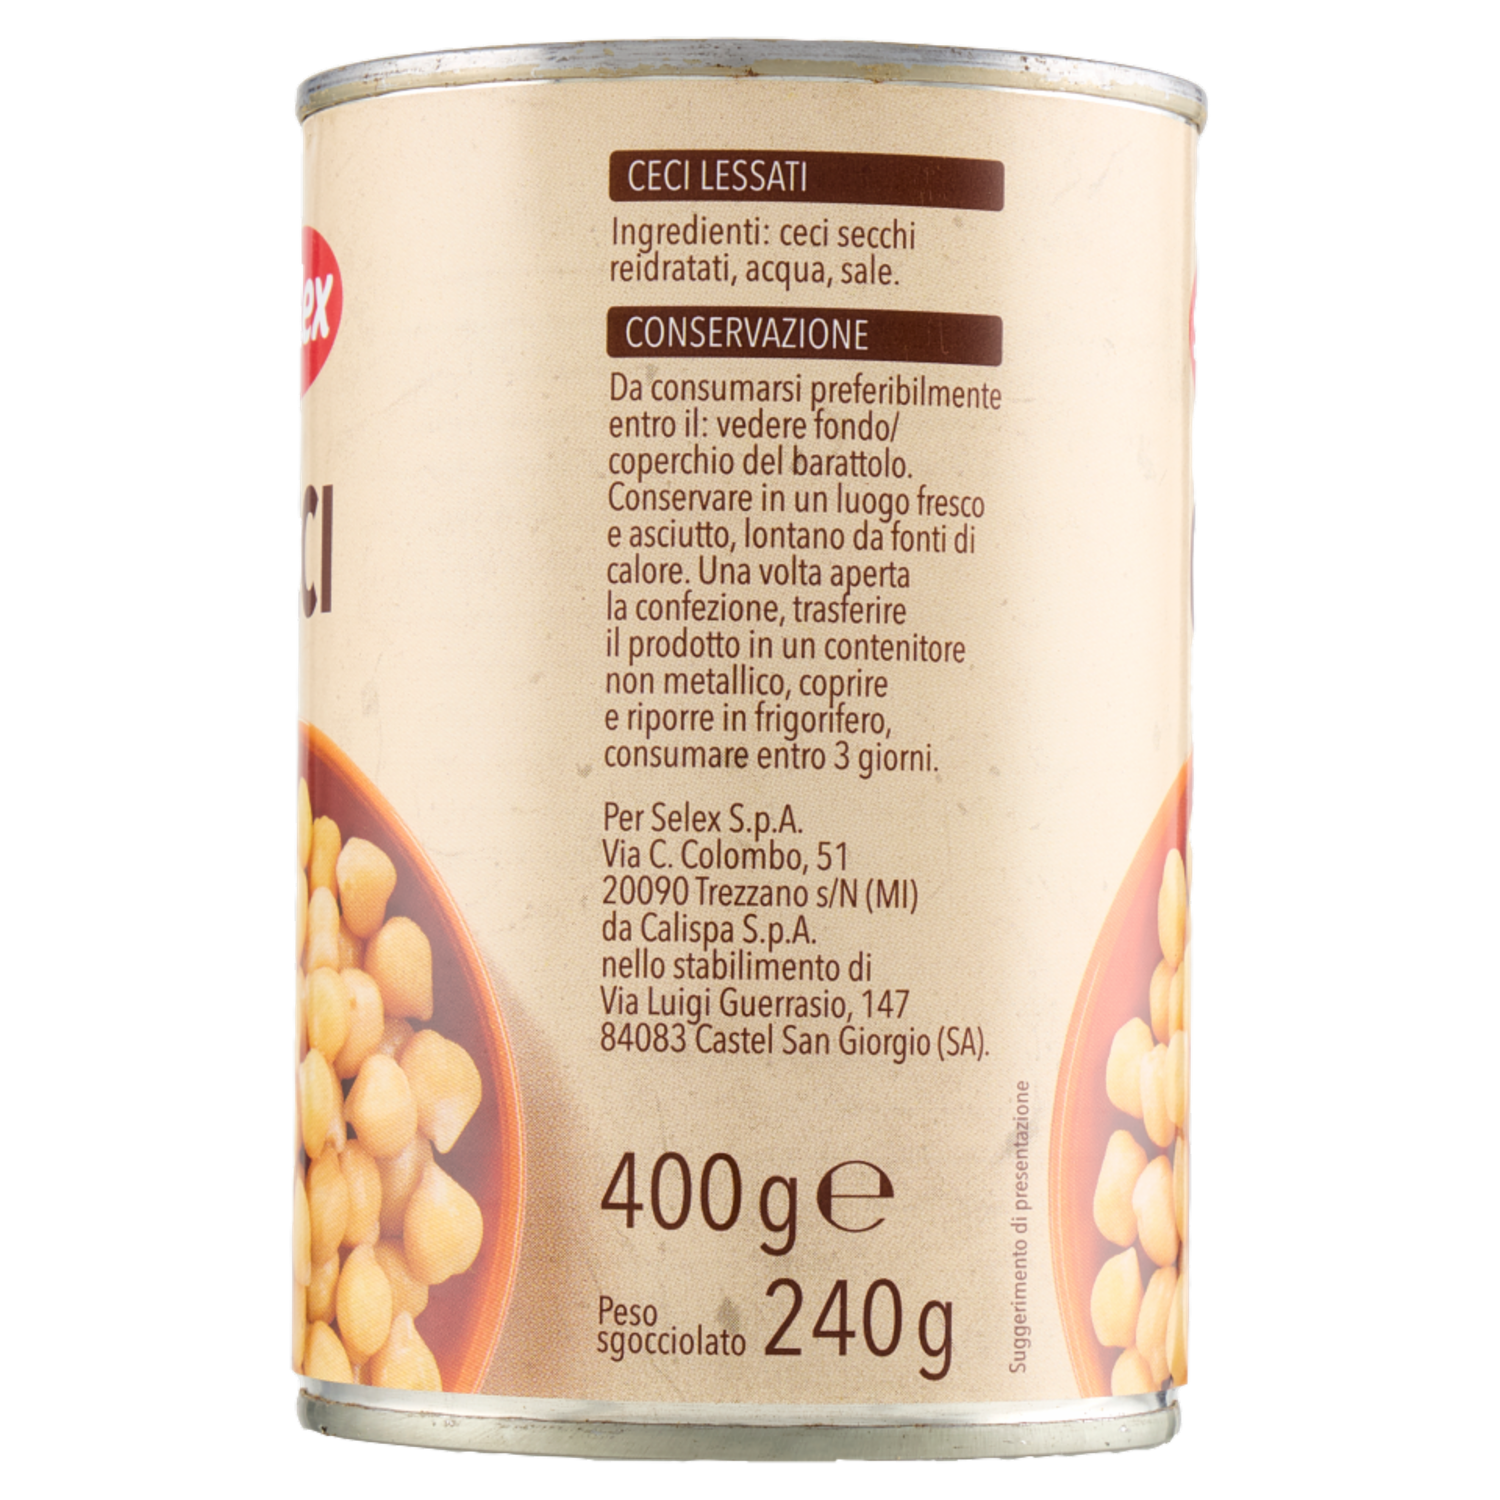 CECI LESSATI
Ingredienti: ceci secchi
reidratati, acqua, sale.
CONSERVAZIONE
Da consumarsi preferibilmente
entro il: vedere fondo/
coperchio del barattolo.
Conservare in un luogo fresco
e asciutto, lontano da fonti di
calore. Una volta aperta
la confezione, trasferire
il prodotto in un contenitore
non metallico, coprire
e riporre in frigorifero,
consumare entro 3 giorni.
Per Selex S.p.A.
Via C. Colombo, 51
20090 Trezzano s/N (MI)
da Calispa S.p.A.
nello stabilimento di
Via Luigi Guerrasio, 147
84083 Castel San Giorgio (SA).
400 g e
Peso
sgocciolato 240 g
Suggerimento di presentazione